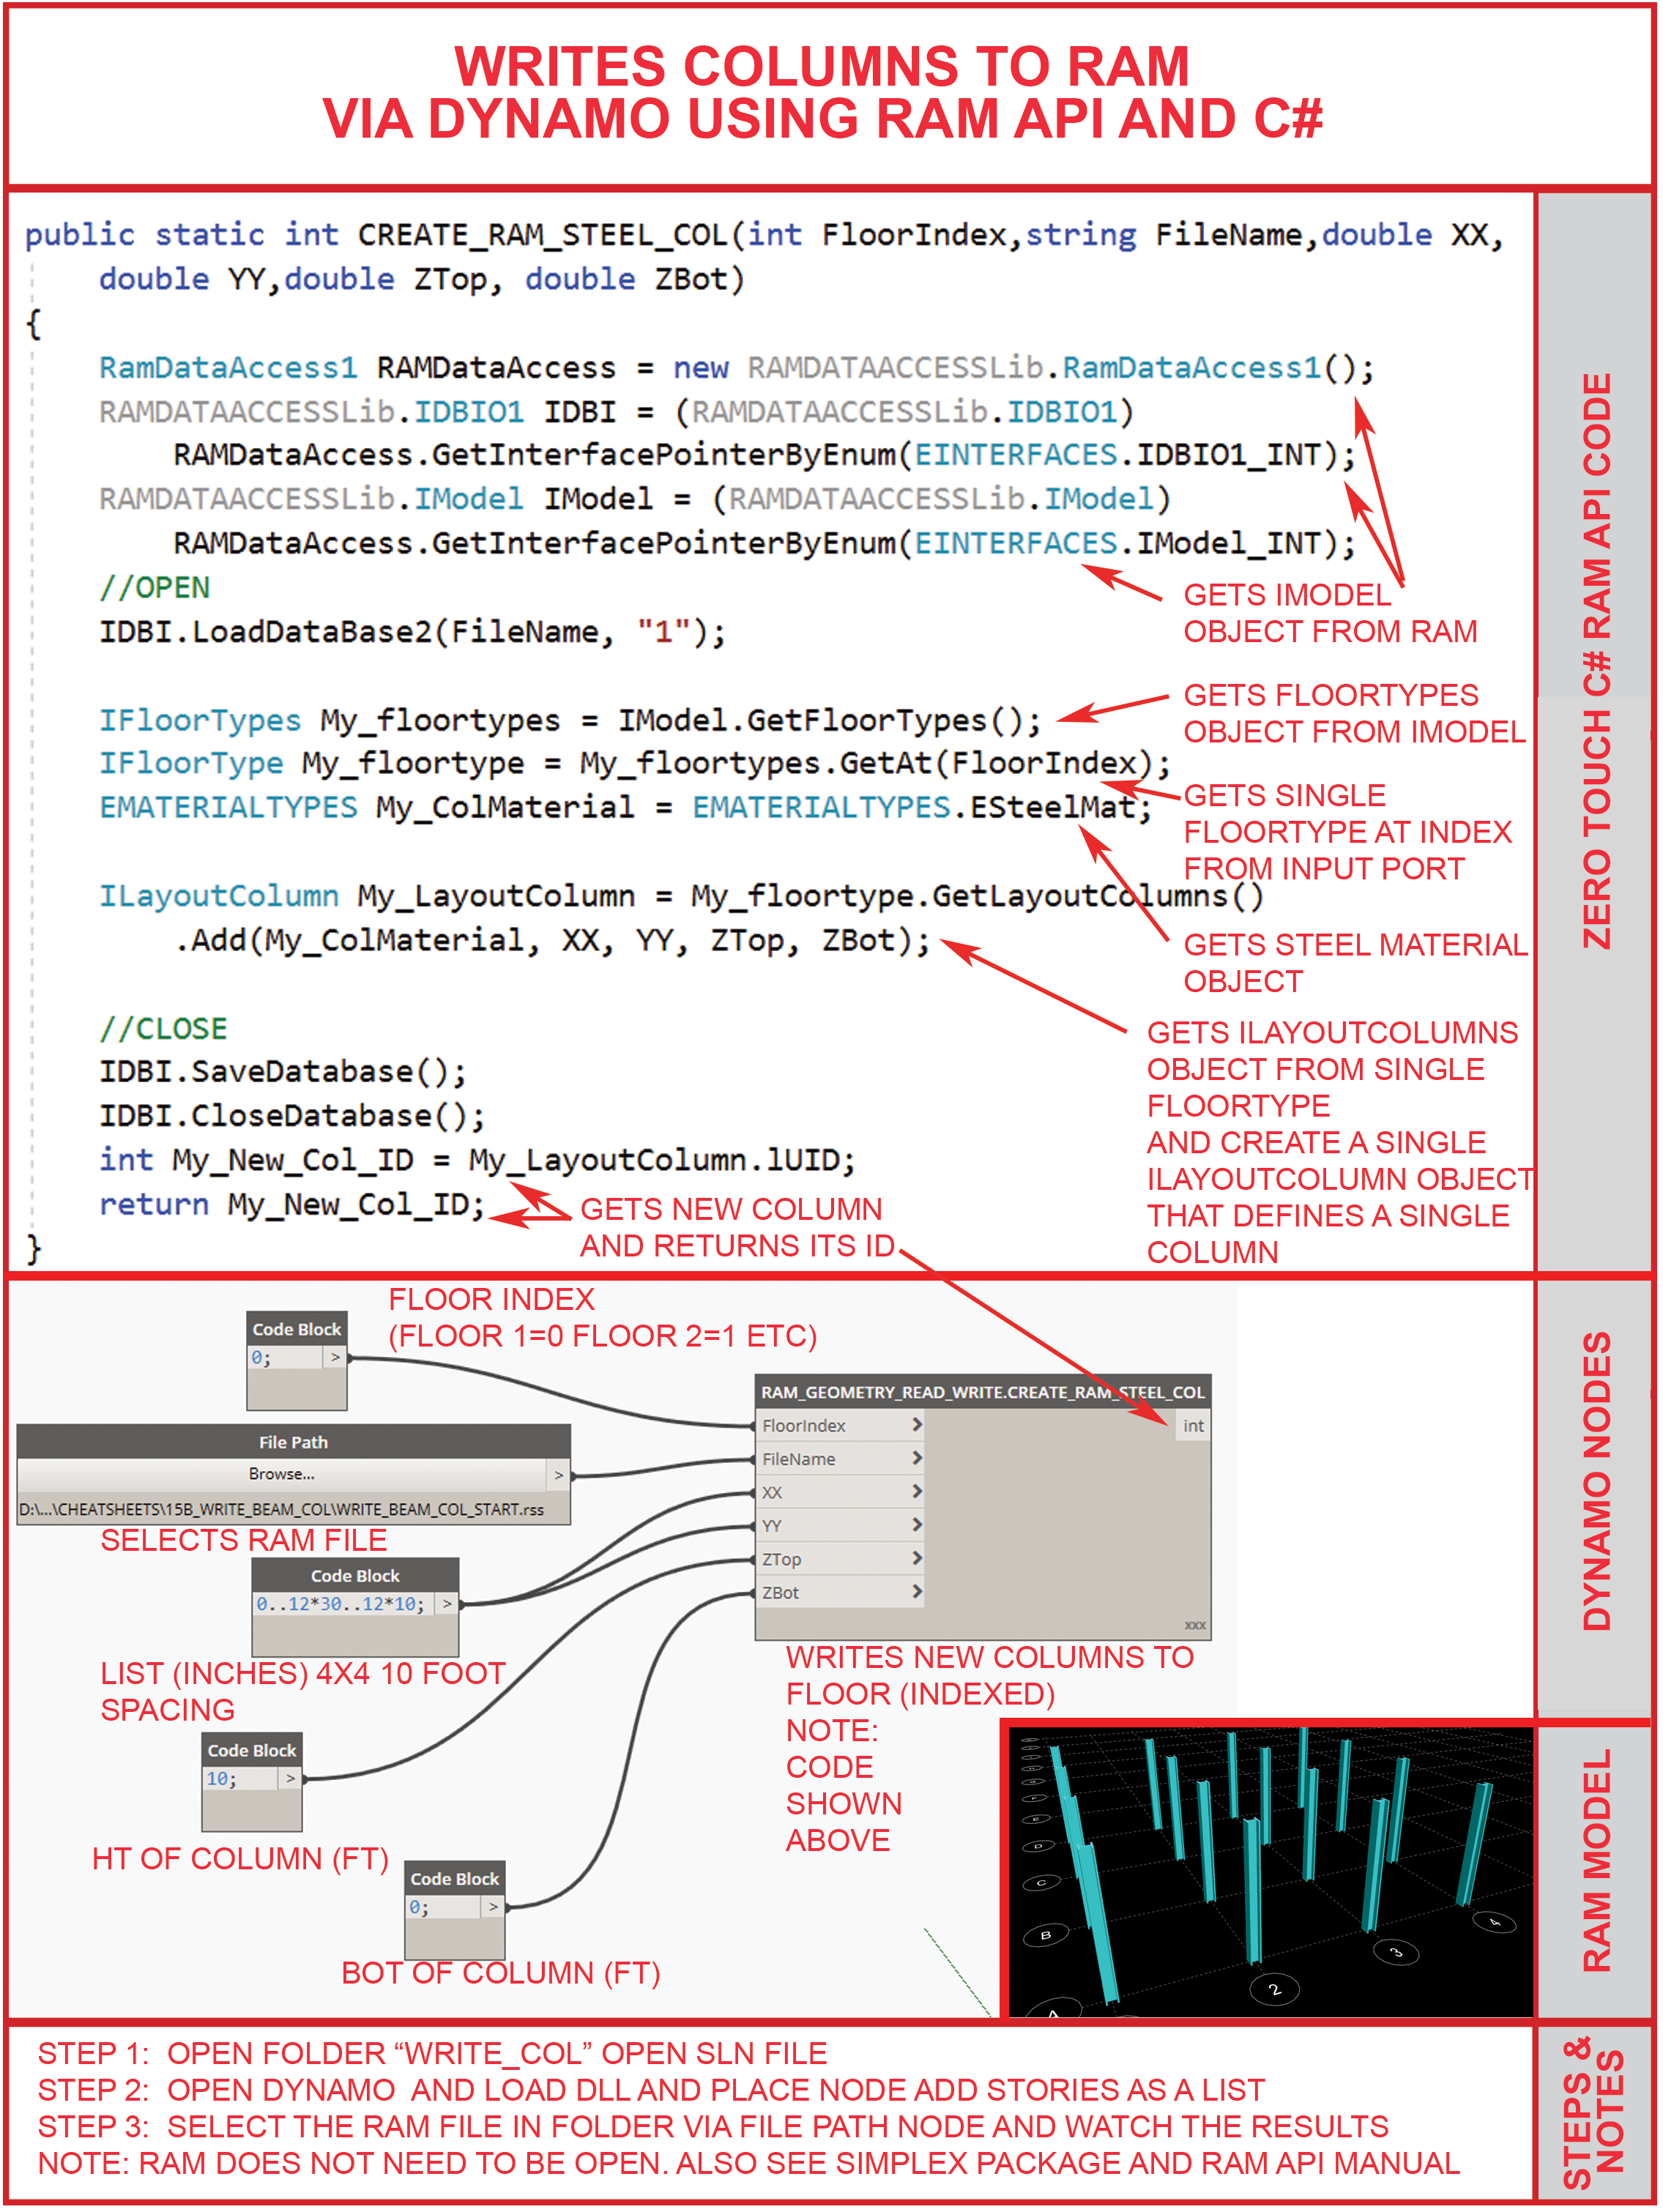 WRITES COLUMNS TO RAM
VIA DYNAMO USING RAM API AND C#
public static int CREATE_RAM_STEEL_COL(int FloorIndex,string FileName,double XX,
double YY,double ZTop, double ZBot)
{
RamDataAccess1 RAMDataAccess = new RAMDATAACCESSLib.RamDataAccess1();
RAMDATAACCESSLib.IDBIO1 IDBI = (RAMDATAACCESSLib.IDBIO1)
RAMDataAccess.GetInterfacePointerByEnum(EINTERFACES.IDBIO1_INT);
RAMDATAACCESSLib.IModel IModel = (RAMDATAACCESSLib.IModel)
RAMDataAccess.GetInterfacePointerByEnum(EINTERFACES.IModel_INT);
//OPEN
IDBI.LoadDataBase2(FileName, "1");
GETS IMODEL
OBJECT FROM RAM
IFloorTypes My_floortypes = IModel.GetFloorTypes();
IFloorType My_floortype = My_floortypes.GetAt(FloorIndex);
EMATERIALTYPES My_ColMaterial = EMATERIALTYPES.ESteelMat;
GETS FLOORTYPES
OBJECT FROM IMODEL
GETS SINGLE
FLOORTYPE AT INDEX
FROM INPUT PORT
ILayoutColumn My_LayoutColumn = My_floortype.GetLayoutColumns()
.Add(My_ColMaterial, XX, YY, ZTop, ZBot);
GETS STEEL MATERIAL
OBJECT
GETS ILAYOUTCOLUMNS
OBJECT FROM SINGLE
FLOORTYPE
AND CREATE A SINGLE
ILAYOUTCOLUMN OBJECT
THAT DEFINES A SINGLE
COLUMN
//CLOSE
IDBI.SaveDatabase();
IDBI.CloseDatabase();
int My_New_Col_ID = My_LayoutColumn.lUID;
return My_New_Col_ID;
}
GETS NEW COLUMN
AND RETURNS ITS ID
ZERO TOUCH C# RAM API CODE
FLOOR INDEX
(FLOOR 1=0 FLOOR 2=1 ETC)
Code Block
0; >
File Path
Browse... >
D:\...\CHEATSHEETS\15B_WRITE_BEAM_COL\WRITE_BEAM_COL_START.rss
SELECTS RAM FILE
Code Block
0..12*30..12*10; >
LIST (INCHES) 4X4 10 FOOT
SPACING
Code Block
10; >
HT OF COLUMN (FT)
Code Block
0; >
BOT OF COLUMN (FT)
RAM_GEOMETRY_READ_WRITE.CREATE_RAM_STEEL_COL
FloorIndex > int
FileName >
XX >
YY >
ZTop >
ZBot >
xxx
WRITES NEW COLUMNS TO
FLOOR (INDEXED)
NOTE:
CODE
SHOWN
ABOVE
DYNAMO NODES
E
D
C
B
A
2
3
4
RAM MODEL
STEP 1: OPEN FOLDER “WRITE_COL” OPEN SLN FILE
STEP 2: OPEN DYNAMO AND LOAD DLL AND PLACE NODE ADD STORIES AS A LIST
STEP 3: SELECT THE RAM FILE IN FOLDER VIA FILE PATH NODE AND WATCH THE RESULTS
NOTE: RAM DOES NOT NEED TO BE OPEN. ALSO SEE SIMPLEX PACKAGE AND RAM API MANUAL
STEPS &
NOTES